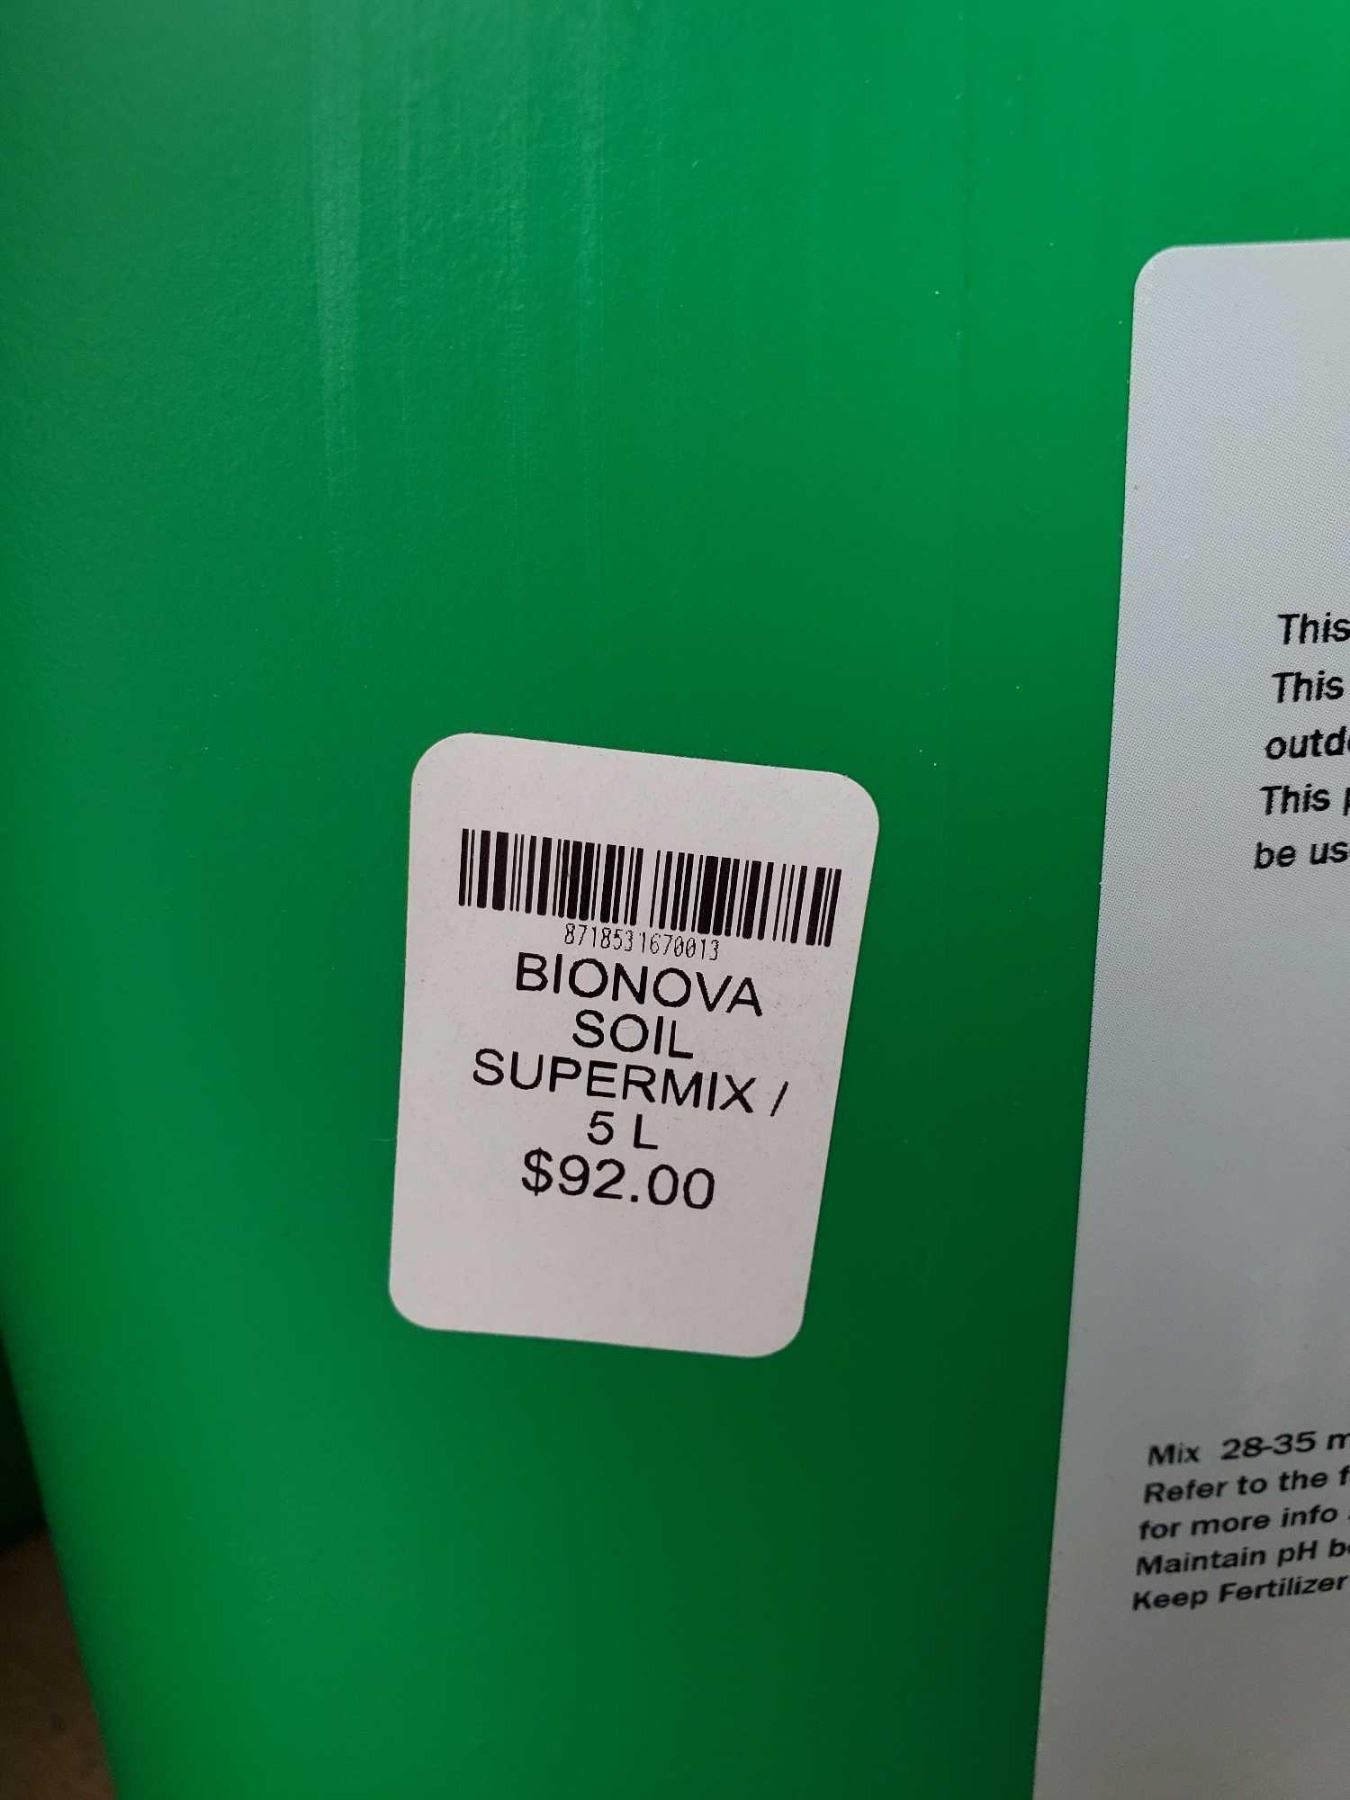 8718531670013
BIONOVA
SOIL
SUPERMIX /
5 L
$92.00
This
This
outd
This
be us
Mix 28-35 m
Refer to the f
for more info
Maintain pH b
Keep Fertilizer